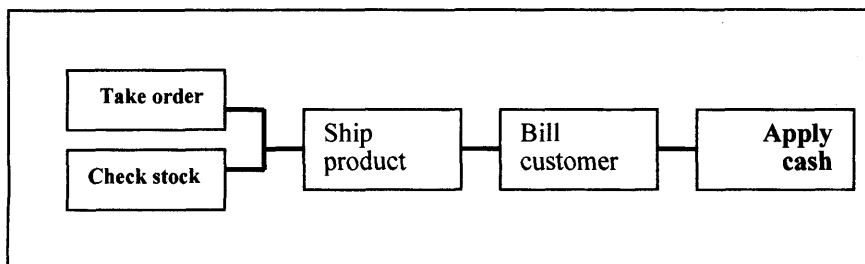 Take order
Check stock
Ship
product
Bill
customer
Apply
cash